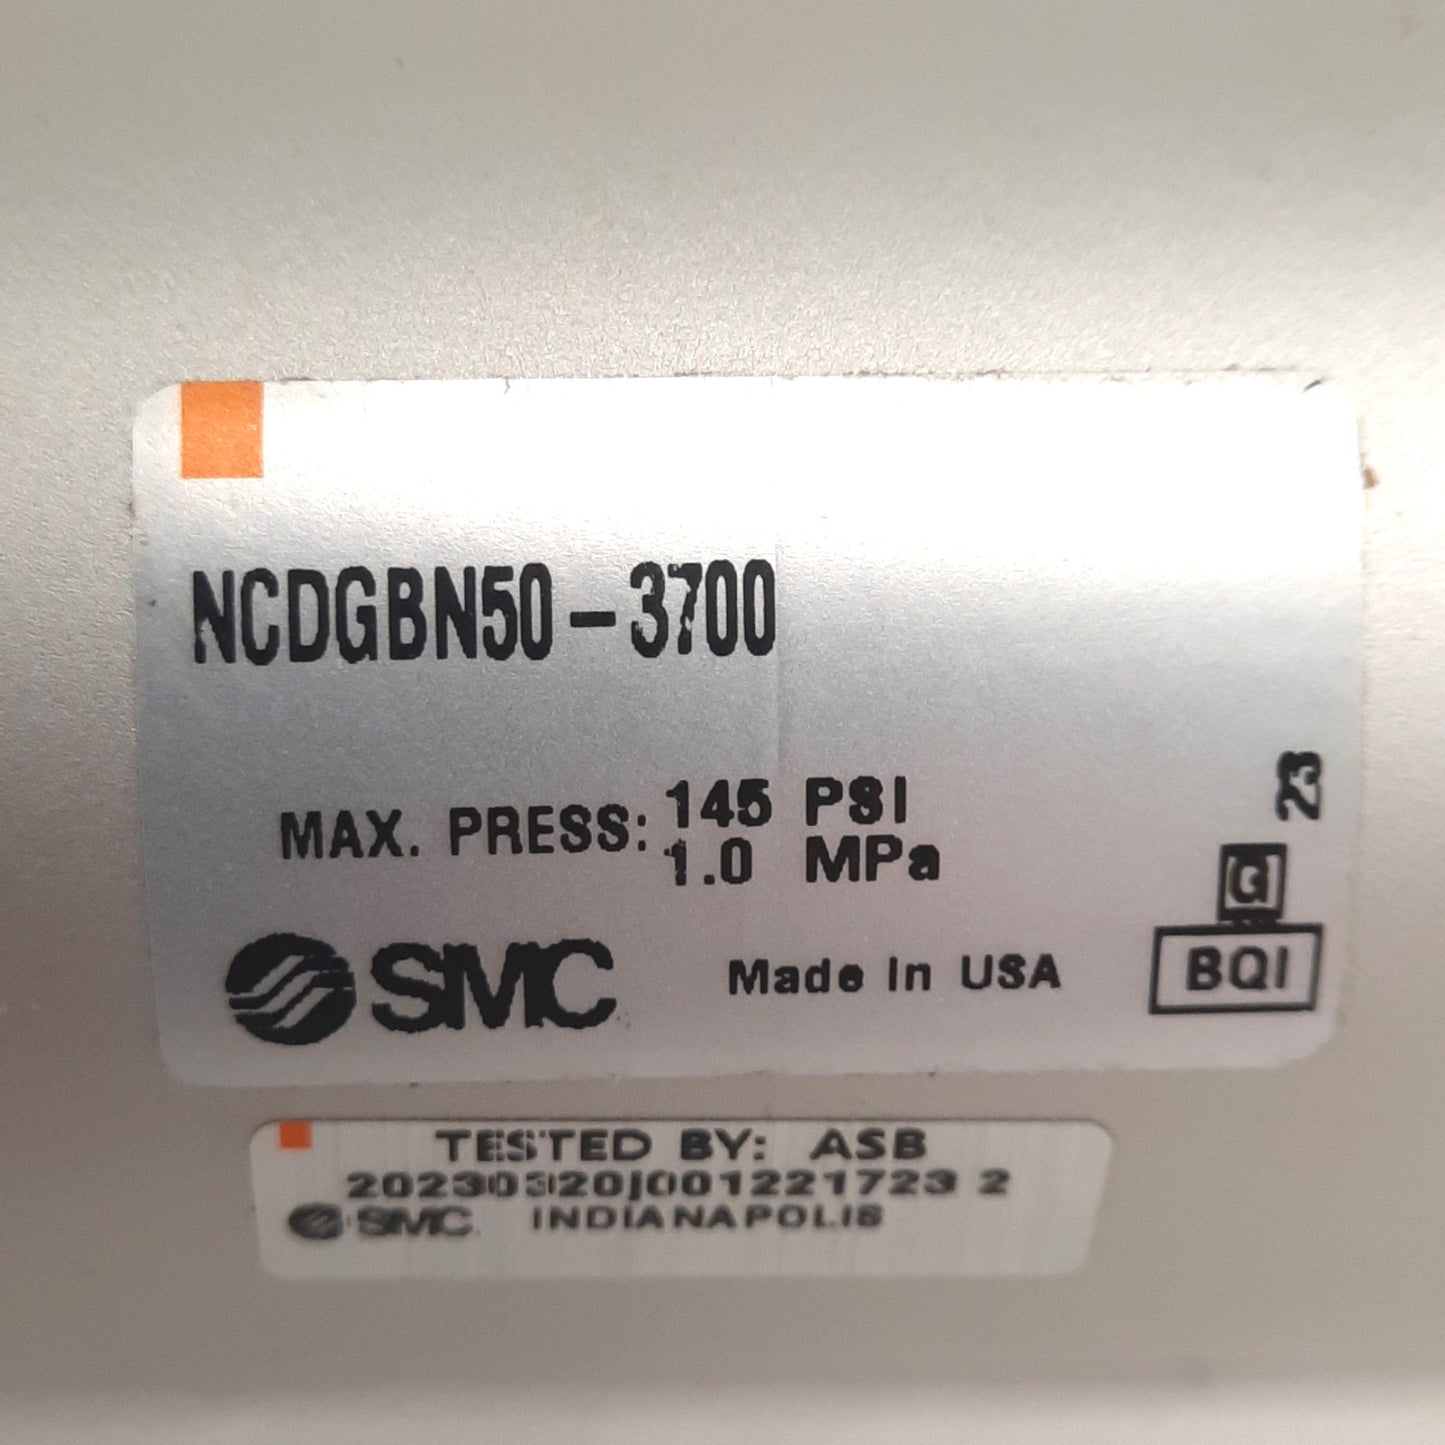 NCDGBN50-3700
MAX. PRESS: 145 PSI
1.0 MPa
23
G
BQI
SMC Made in USA
TESTED BY: ASB
20230320J001221723 2
SMC INDIANAPOLIS